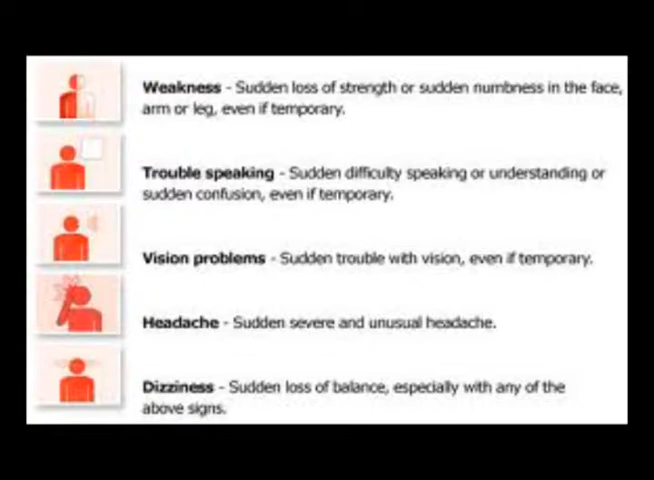 Weakness - Sudden loss of strength or sudden numbness in the face,
arm or leg, even if temporary.
Trouble speaking - Sudden difficulty speaking or understanding or
sudden confusion, even if temporary.
Vision problems - Sudden trouble with vision, even if temporary.
Headache - Sudden severe and unusual headache.
Dizziness - Sudden loss of balance, especially with any of the
above signs.